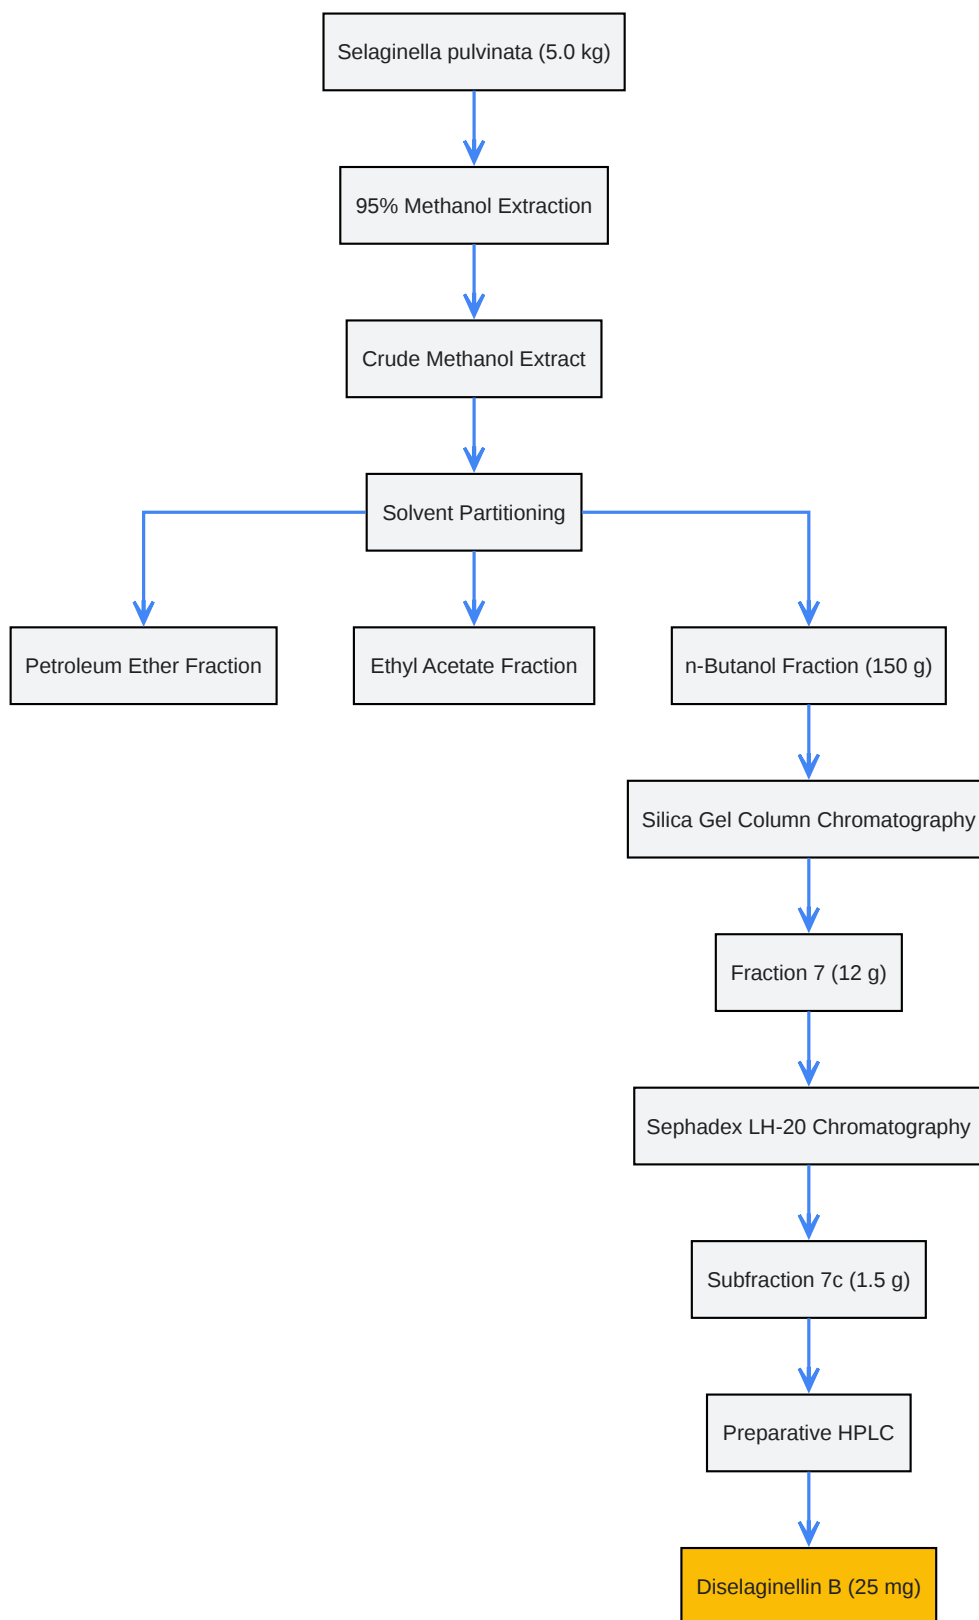 Selaginella pulvinata (5.0 kg)
95% Methanol Extraction
Crude Methanol Extract
Solvent Partitioning
Petroleum Ether Fraction
Ethyl Acetate Fraction
n-Butanol Fraction (150 g)
Silica Gel Column Chromatography
Fraction 7 (12 g)
Sephadex LH-20 Chromatography
Subfraction 7c (1.5 g)
Preparative HPLC
Diselaginellin B (25 mg)